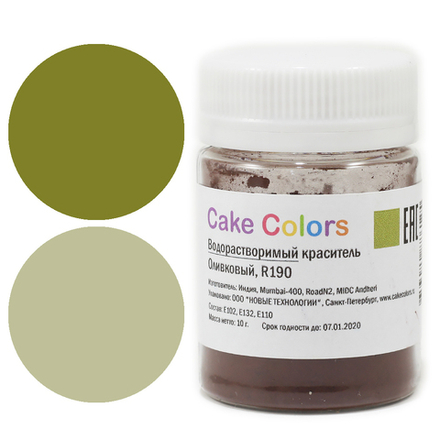 Cake Colors
Водорастворимый краситель
Оливковый, R190
Изготовитель: Индия, Mumbai-400, RoadN2, MIDC Andheri
Упаковано: ООО "НОВЫЕ ТЕХНОЛОГИИ", Санкт-Петербург, www.cakecolors.ru
Состав: E102, E132, E110
Масса нетто: 10 г.
Срок годности до: 07.01.2020
EAC